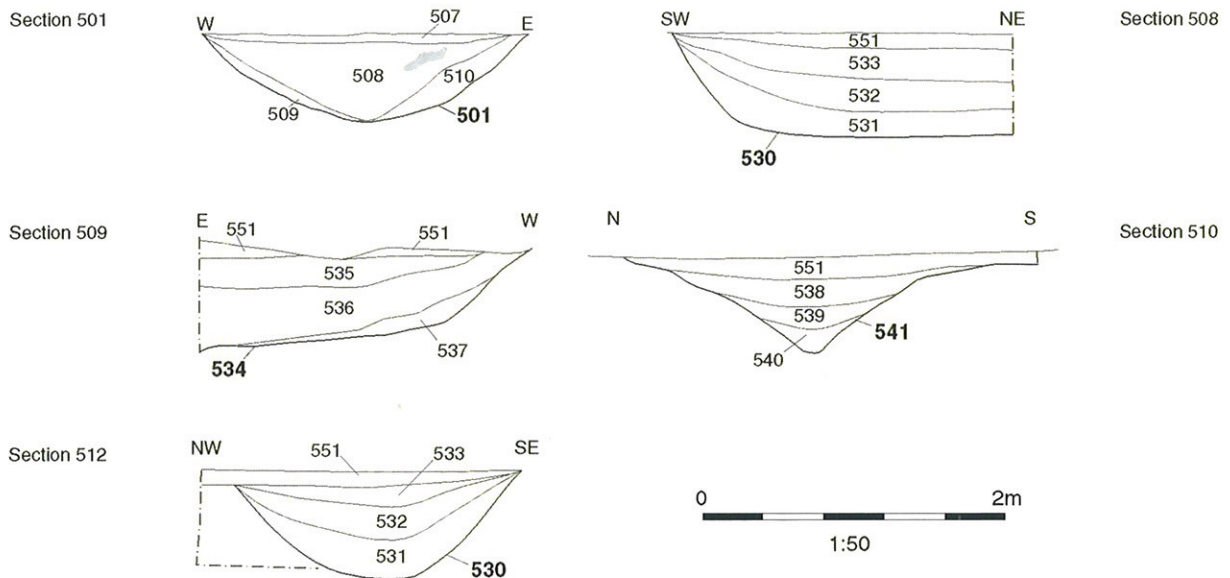 Section 501
W
507
E
508
510
509
501
SW
NE
Section 508
551
533
532
531
530
Section 509
E
551
551
W
535
536
537
534
N
S
Section 510
551
538
539
541
540
Section 512
NW
551
533
SE
532
531
530
0
2m
1:50